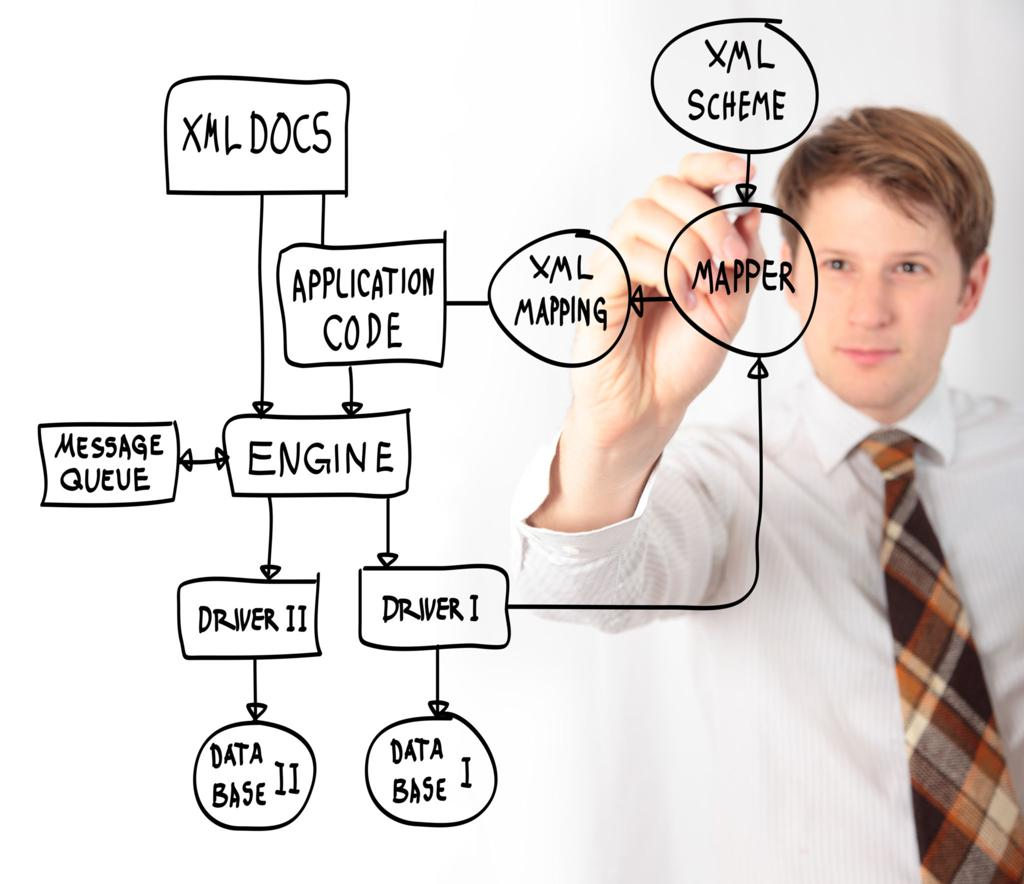 XML
SCHEME
XML DOCS
MAPPER
XML
MAPPING
APPLICATION
CODE
MESSAGE
QUEUE
ENGINE
DRIVER II
DRIVER I
DATA
BASE II
DATA
BASE I